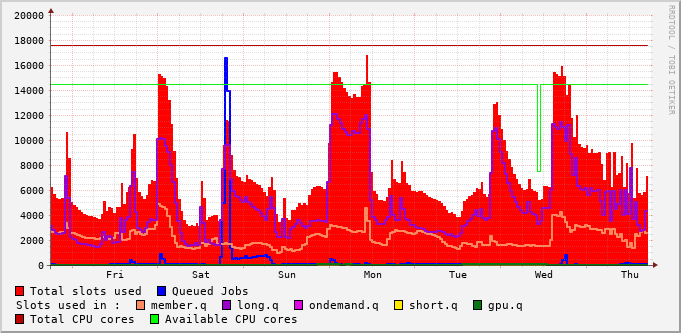 RRDTOOL / TOBI OETIKER
20000
18000
16000
14000
12000
10000
8000
6000
4000
2000
0
Fri Sat Sun Mon Tue Wed Thu
Total slots used Queued Jobs
Slots used in : member.q long.q ondemand.q short.q gpu.q
Total CPU cores Available CPU cores